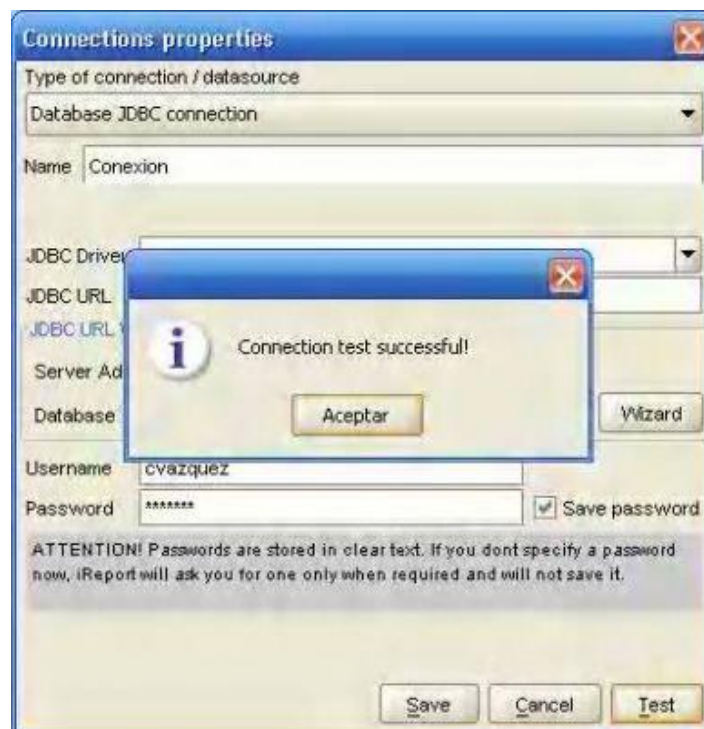 Connections properties
Type of connection / datasource
Database JDBC connection
Name Conexion
JDBC Driver
JDBC URL
JDBC URL
Connection test successful!
Server Ad
Database
Aceptar
Wizard
Username cvazquez
Password *******
Save password
ATTENTION! Passwords are stored in clear text. If you dont specify a password
now, iReport will ask you for one only when required and will not save it.
Save Cancel Test